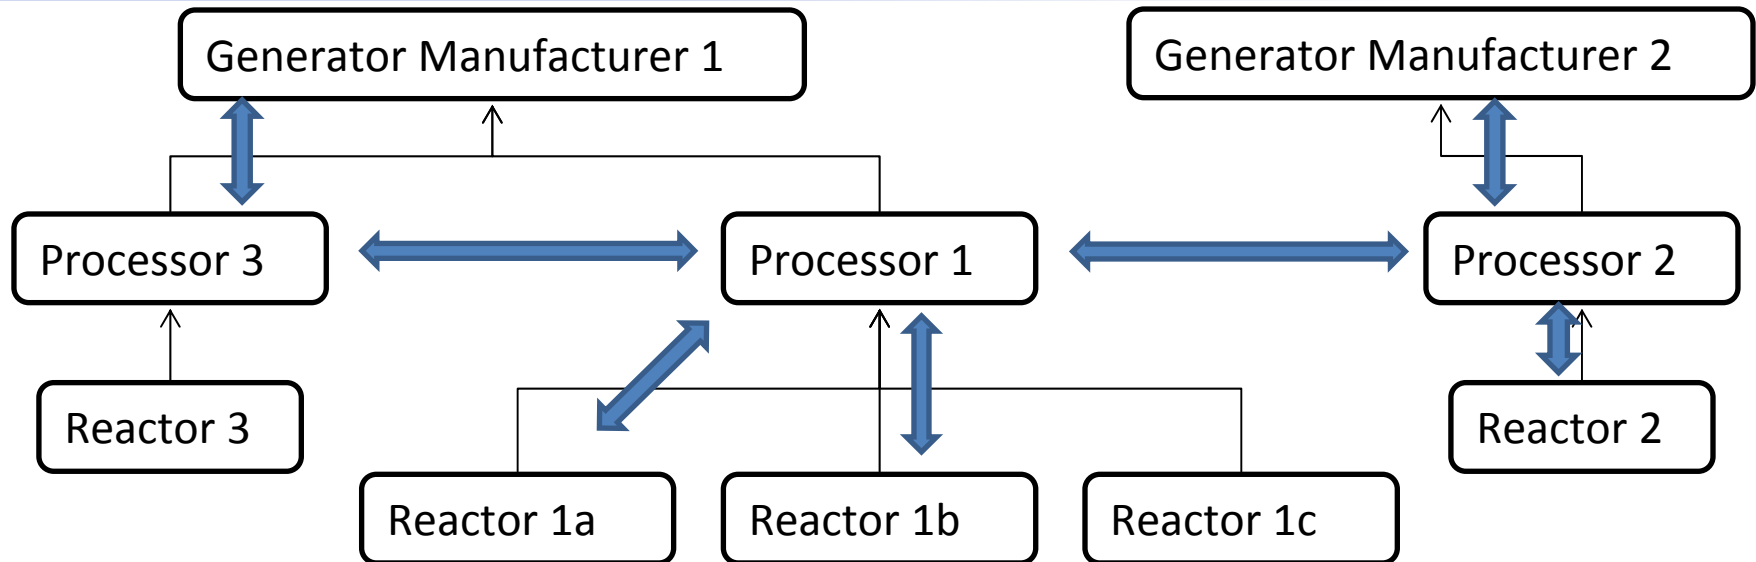 Generator Manufacturer 1
Generator Manufacturer 2
Processor 3
Processor 1
Processor 2
Reactor 3
Reactor 2
Reactor 1a
Reactor 1b
Reactor 1c